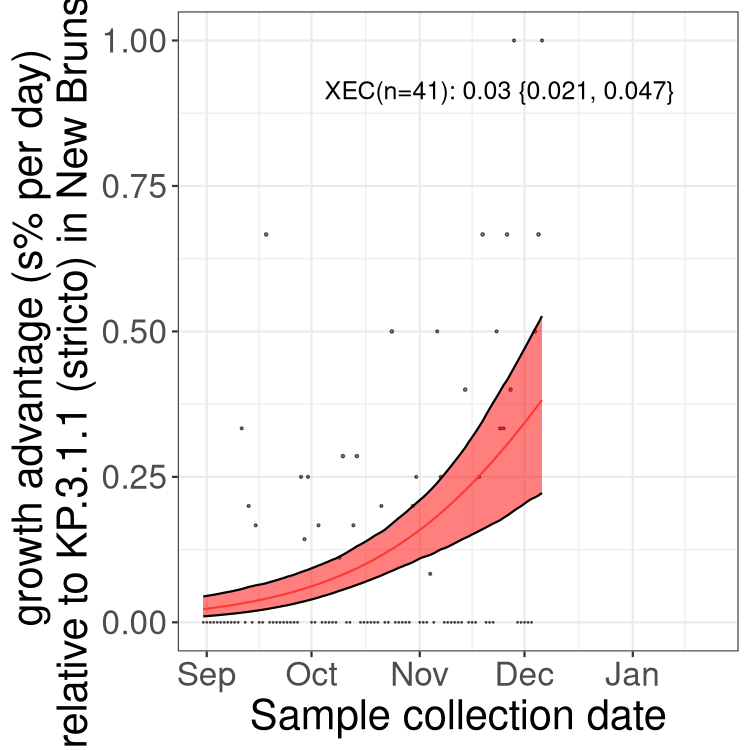 growth advantage (s% per day)
relative to KP.3.1.1 (stricto) in New Bruns
1.00
0.75
0.50
0.25
0.00
XEC(n=41): 0.03 {0.021, 0.047}
Sep Oct Nov Dec Jan
Sample collection date